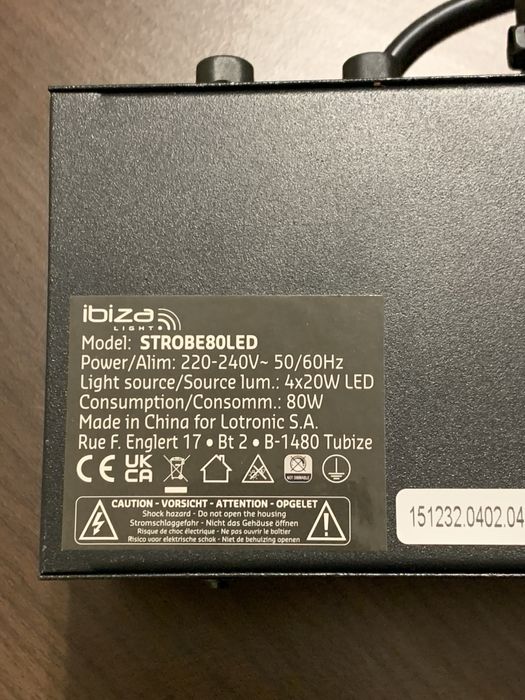 ibiza
LIGHT
Model: STROBE80LED
Power/Alim: 220-240V~ 50/60Hz
Light source/Source lum.: 4x20W LED
Consumption/Consomm.: 80W
Made in China for Lotronic S.A.
Rue F. Englert 17 • Bt 2 • B-1480 Tubize
CE UK CA
NOT DIMMABLE
CAUTION - VORSICHT - ATTENTION - OPGELET
Shock hazard - Do not open the housing
Stromschlaggefahr - Nicht das Gehäuse öffnen
Risque de choc électrique - Ne pas ouvrir le boîtier
Risico voor elektrische schok - Niet de behuizing openen
151232.0402.04